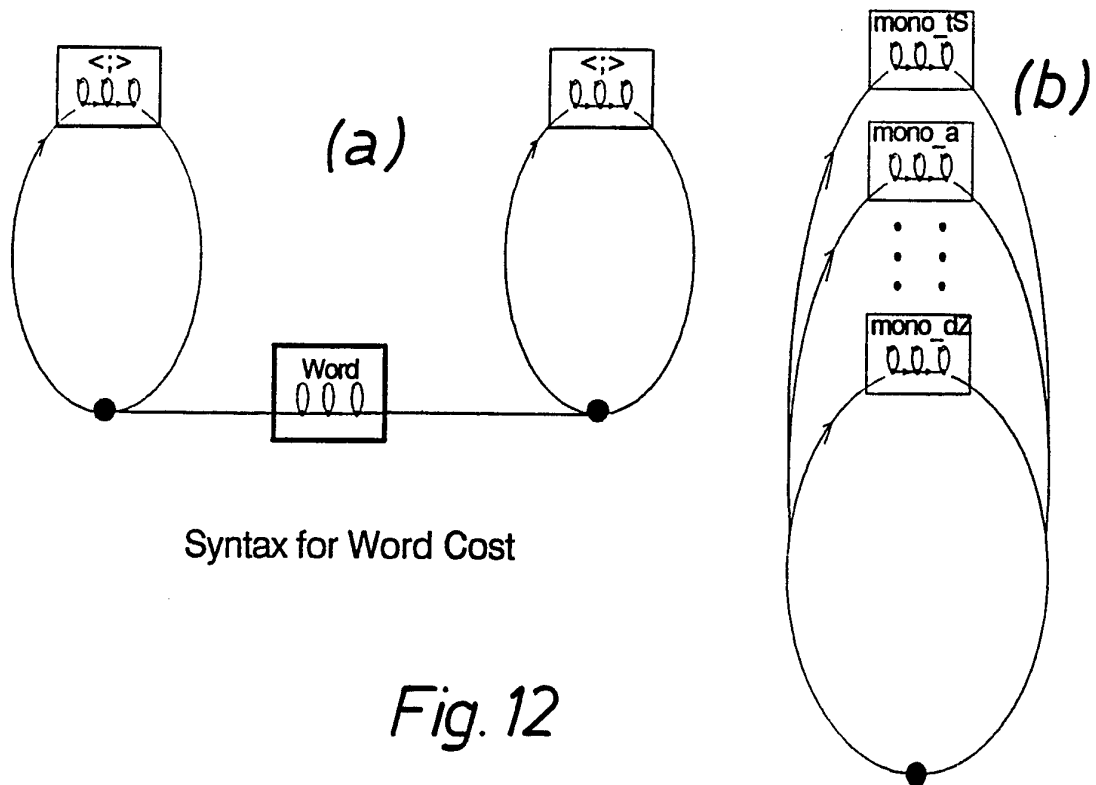 <;>
<;>
(a)
Word
Syntax for Word Cost
mono_tS
(b)
mono_a
mono_dZ
Fig. 12